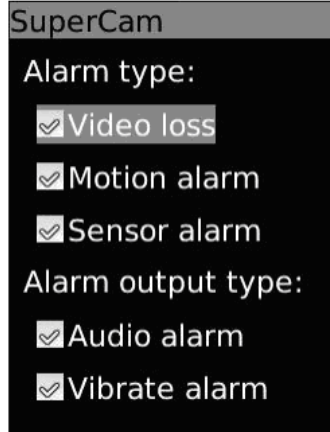 SuperCam
Alarm type:
Video loss
Motion alarm
Sensor alarm
Alarm output type:
Audio alarm
Vibrate alarm